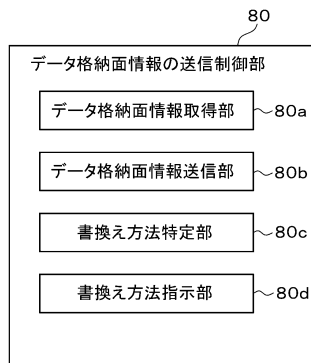 80
データ格納面情報の送信制御部
データ格納面情報取得部 80a
データ格納面情報送信部 80b
書換え方法特定部 80c
書換え方法指示部 80d